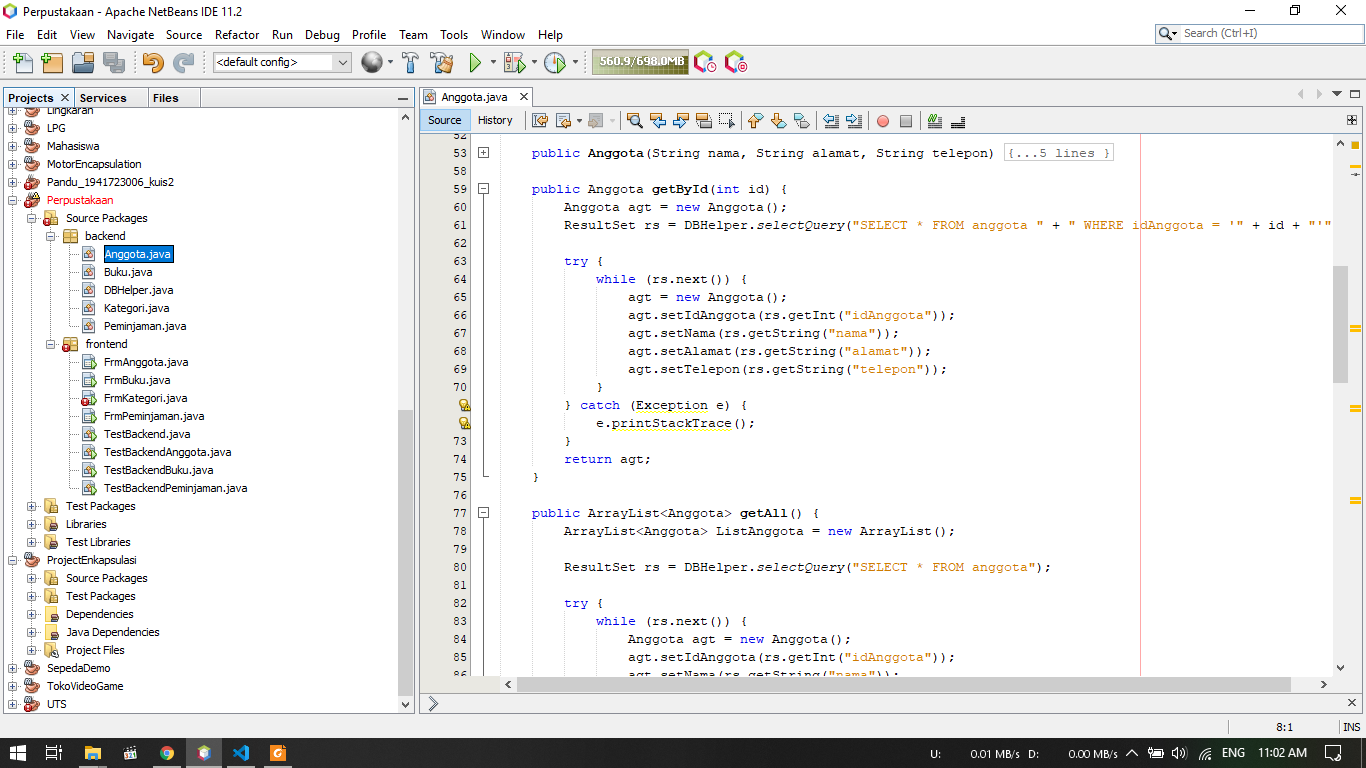 Perpustakaan - Apache NetBeans IDE 11.2
File Edit View Navigate Source Refactor Run Debug Profile Team Tools Window Help
Search (Ctrl+I)
<default config>
560.9/698.0MB
Projects Services Files
Lingkaran
LPG
Mahasiswa
MotorEncapsulation
Pandu_1941723006_kuis2
Perpustakaan
Source Packages
backend
Anggota.java
Buku.java
DBHelper.java
Kategori.java
Peminjaman.java
frontend
FrmAnggota.java
FrmBuku.java
FrmKategori.java
FrmPeminjaman.java
TestBackend.java
TestBackendAnggota.java
TestBackendBuku.java
TestBackendPeminjaman.java
Test Packages
Libraries
Test Libraries
ProjectEnkapsulasi
Source Packages
Test Packages
Dependencies
Java Dependencies
Project Files
SepedaDemo
TokoVideoGame
UTS
Anggota.java
Source History
52
53 public Anggota(String nama, String alamat, String telepon) {...5 lines }
58
59 public Anggota getById(int id) {
60 Anggota agt = new Anggota();
61 ResultSet rs = DBHelper.selectQuery("SELECT * FROM anggota " + " WHERE idAnggota = '" + id + "'"
62
63 try {
64 while (rs.next()) {
65 agt = new Anggota();
66 agt.setIdAnggota(rs.getInt("idAnggota"));
67 agt.setNama(rs.getString("nama"));
68 agt.setAlamat(rs.getString("alamat"));
69 agt.setTelepon(rs.getString("telepon"));
70 }
} catch (Exception e) {
e.printStackTrace();
73 }
74 return agt;
75 }
76
77 public ArrayList<Anggota> getAll() {
78 ArrayList<Anggota> ListAnggota = new ArrayList();
79
80 ResultSet rs = DBHelper.selectQuery("SELECT * FROM anggota");
81
82 try {
83 while (rs.next()) {
84 Anggota agt = new Anggota();
85 agt.setIdAnggota(rs.getInt("idAnggota"));
86 agt.setNama(rs.getString("nama"));
8:1 INS
U: 0.01 MB/s D: 0.00 MB/s ENG 11:02 AM